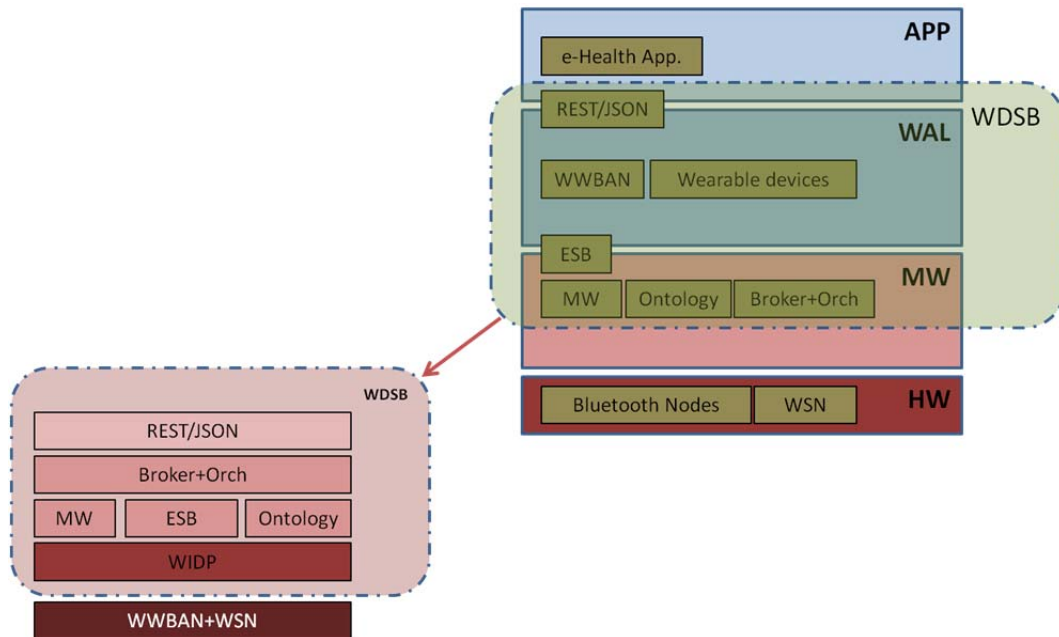 APP
e-Health App.
REST/JSON
WDSB
WAL
WWBAN
Wearable devices
ESB
MW
MW
Ontology
Broker+Orch
Bluetooth Nodes
WSN
HW
WDSB
REST/JSON
Broker+Orch
MW
ESB
Ontology
WIDP
WWBAN+WSN